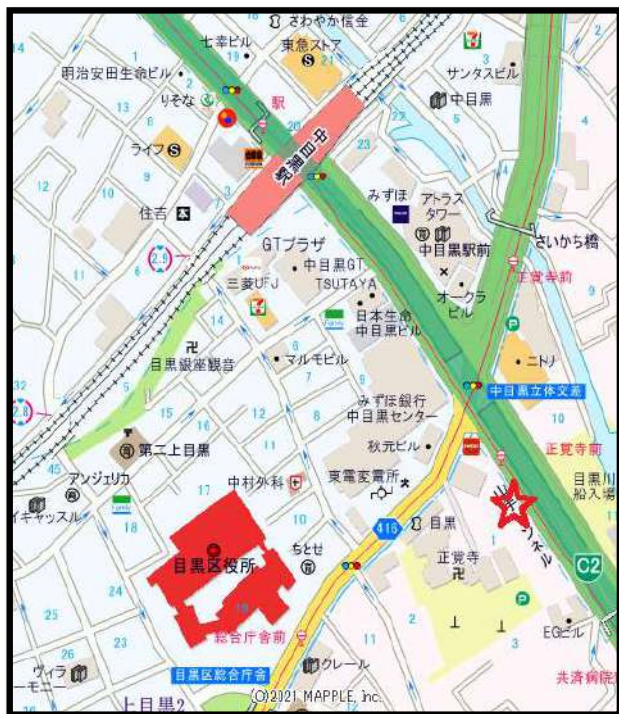 さわやか信金
七幸ビル
19
東急ストア
サンタスビル
明治安田生命ビル
りそな
駅
中目黒
ライフ
中目黒駅
みずほ
アトラス
タワー
住吉
中目黒駅前
さいかち橋
GTプラザ
正覚寺前
2.9
中目黒GT
三菱UFJ
TSUTAYA
オークラ
ビル
日本生命
中目黒ビル
ニトリ
目黒銀座観音
マルモビル
中目黒立体交差
みずほ銀行
中目黒センター
秋元ビル
正覚寺前
第二上目黒
目黒川
船入場
アンジェリカ
中村外科
東電変電所
イキャッスル
416
目黒
目黒区役所
ちとせ
正覚寺
C2
総合庁舎前
EGビル
ヴィラ
ーモニー
目黒区総合庁舎
クレール
共済病院
上目黒2
(C)2021 MAPPLE, Inc.